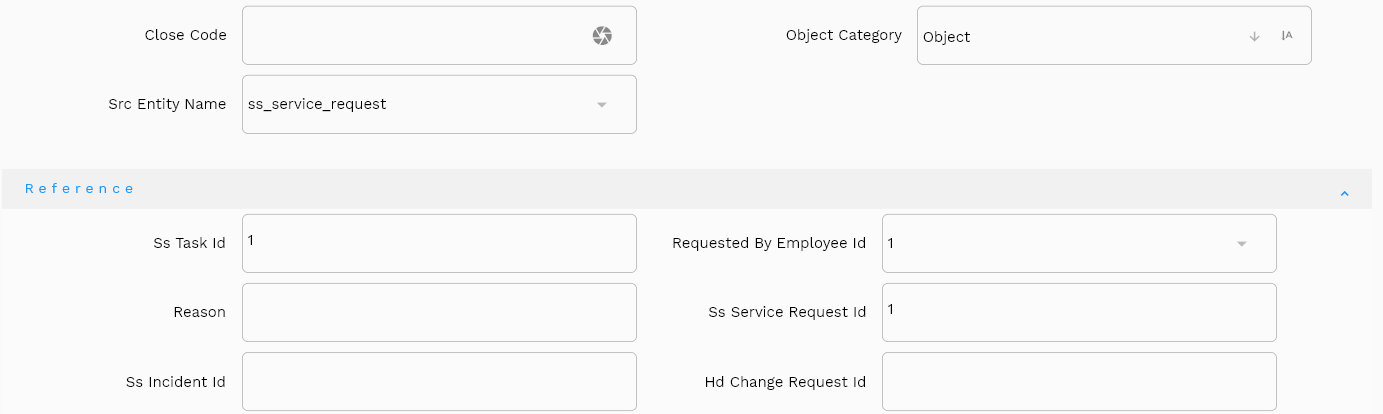 Close Code
Object Category Object
Src Entity Name ss_service_request
Reference
Ss Task Id 1
Requested By Employee Id 1
Reason
Ss Service Request Id 1
Ss Incident Id
Hd Change Request Id